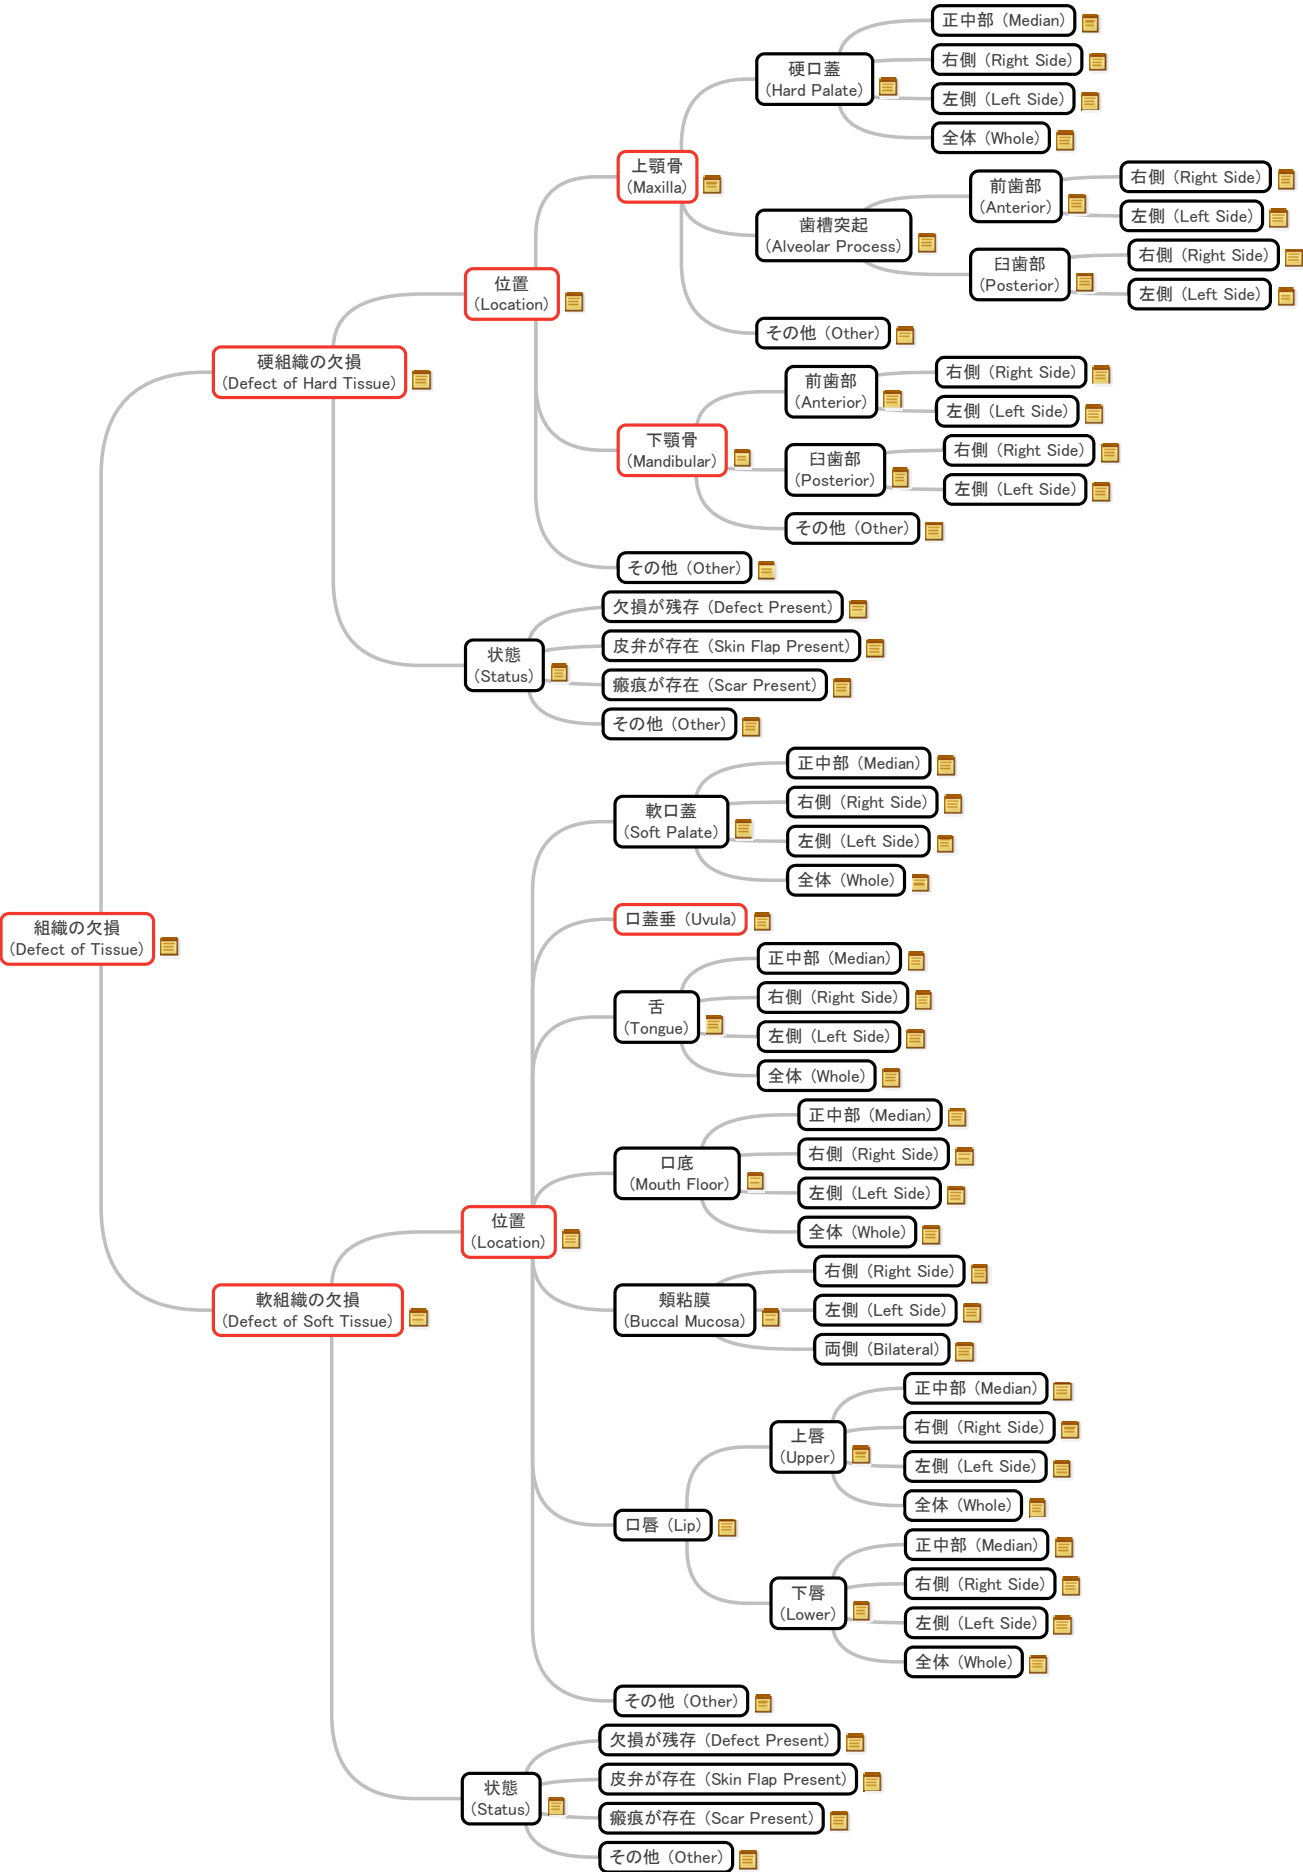 組織の欠損
(Defect of Tissue)
硬組織の欠損
(Defect of Hard Tissue)
位置
(Location)
上顎骨
(Maxilla)
硬口蓋
(Hard Palate)
正中部 (Median)
右側 (Right Side)
左側 (Left Side)
全体 (Whole)
歯槽突起
(Alveolar Process)
前歯部
(Anterior)
右側 (Right Side)
左側 (Left Side)
臼歯部
(Posterior)
右側 (Right Side)
左側 (Left Side)
その他 (Other)
下顎骨
(Mandibular)
前歯部
(Anterior)
右側 (Right Side)
左側 (Left Side)
臼歯部
(Posterior)
右側 (Right Side)
左側 (Left Side)
その他 (Other)
その他 (Other)
状態
(Status)
欠損が残存 (Defect Present)
皮弁が存在 (Skin Flap Present)
瘢痕が存在 (Scar Present)
その他 (Other)
軟組織の欠損
(Defect of Soft Tissue)
位置
(Location)
軟口蓋
(Soft Palate)
正中部 (Median)
右側 (Right Side)
左側 (Left Side)
全体 (Whole)
口蓋垂 (Uvula)
舌
(Tongue)
正中部 (Median)
右側 (Right Side)
左側 (Left Side)
全体 (Whole)
口底
(Mouth Floor)
正中部 (Median)
右側 (Right Side)
左側 (Left Side)
全体 (Whole)
頬粘膜
(Buccal Mucosa)
右側 (Right Side)
左側 (Left Side)
両側 (Bilateral)
口唇 (Lip)
上唇
(Upper)
正中部 (Median)
右側 (Right Side)
左側 (Left Side)
全体 (Whole)
下唇
(Lower)
正中部 (Median)
右側 (Right Side)
左側 (Left Side)
全体 (Whole)
その他 (Other)
状態
(Status)
欠損が残存 (Defect Present)
皮弁が存在 (Skin Flap Present)
瘢痕が存在 (Scar Present)
その他 (Other)